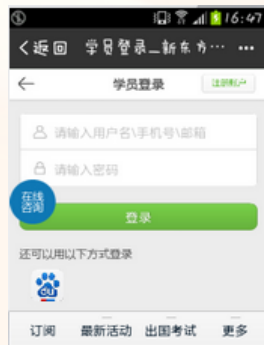 16:47
返回 学员登录_新东方… ...
学员登录 注册帐户
请输入用户名\手机号\邮箱
请输入密码
在线
咨询
登录
还可以用以下方式登录
du
订阅 最新活动 出国考试 更多